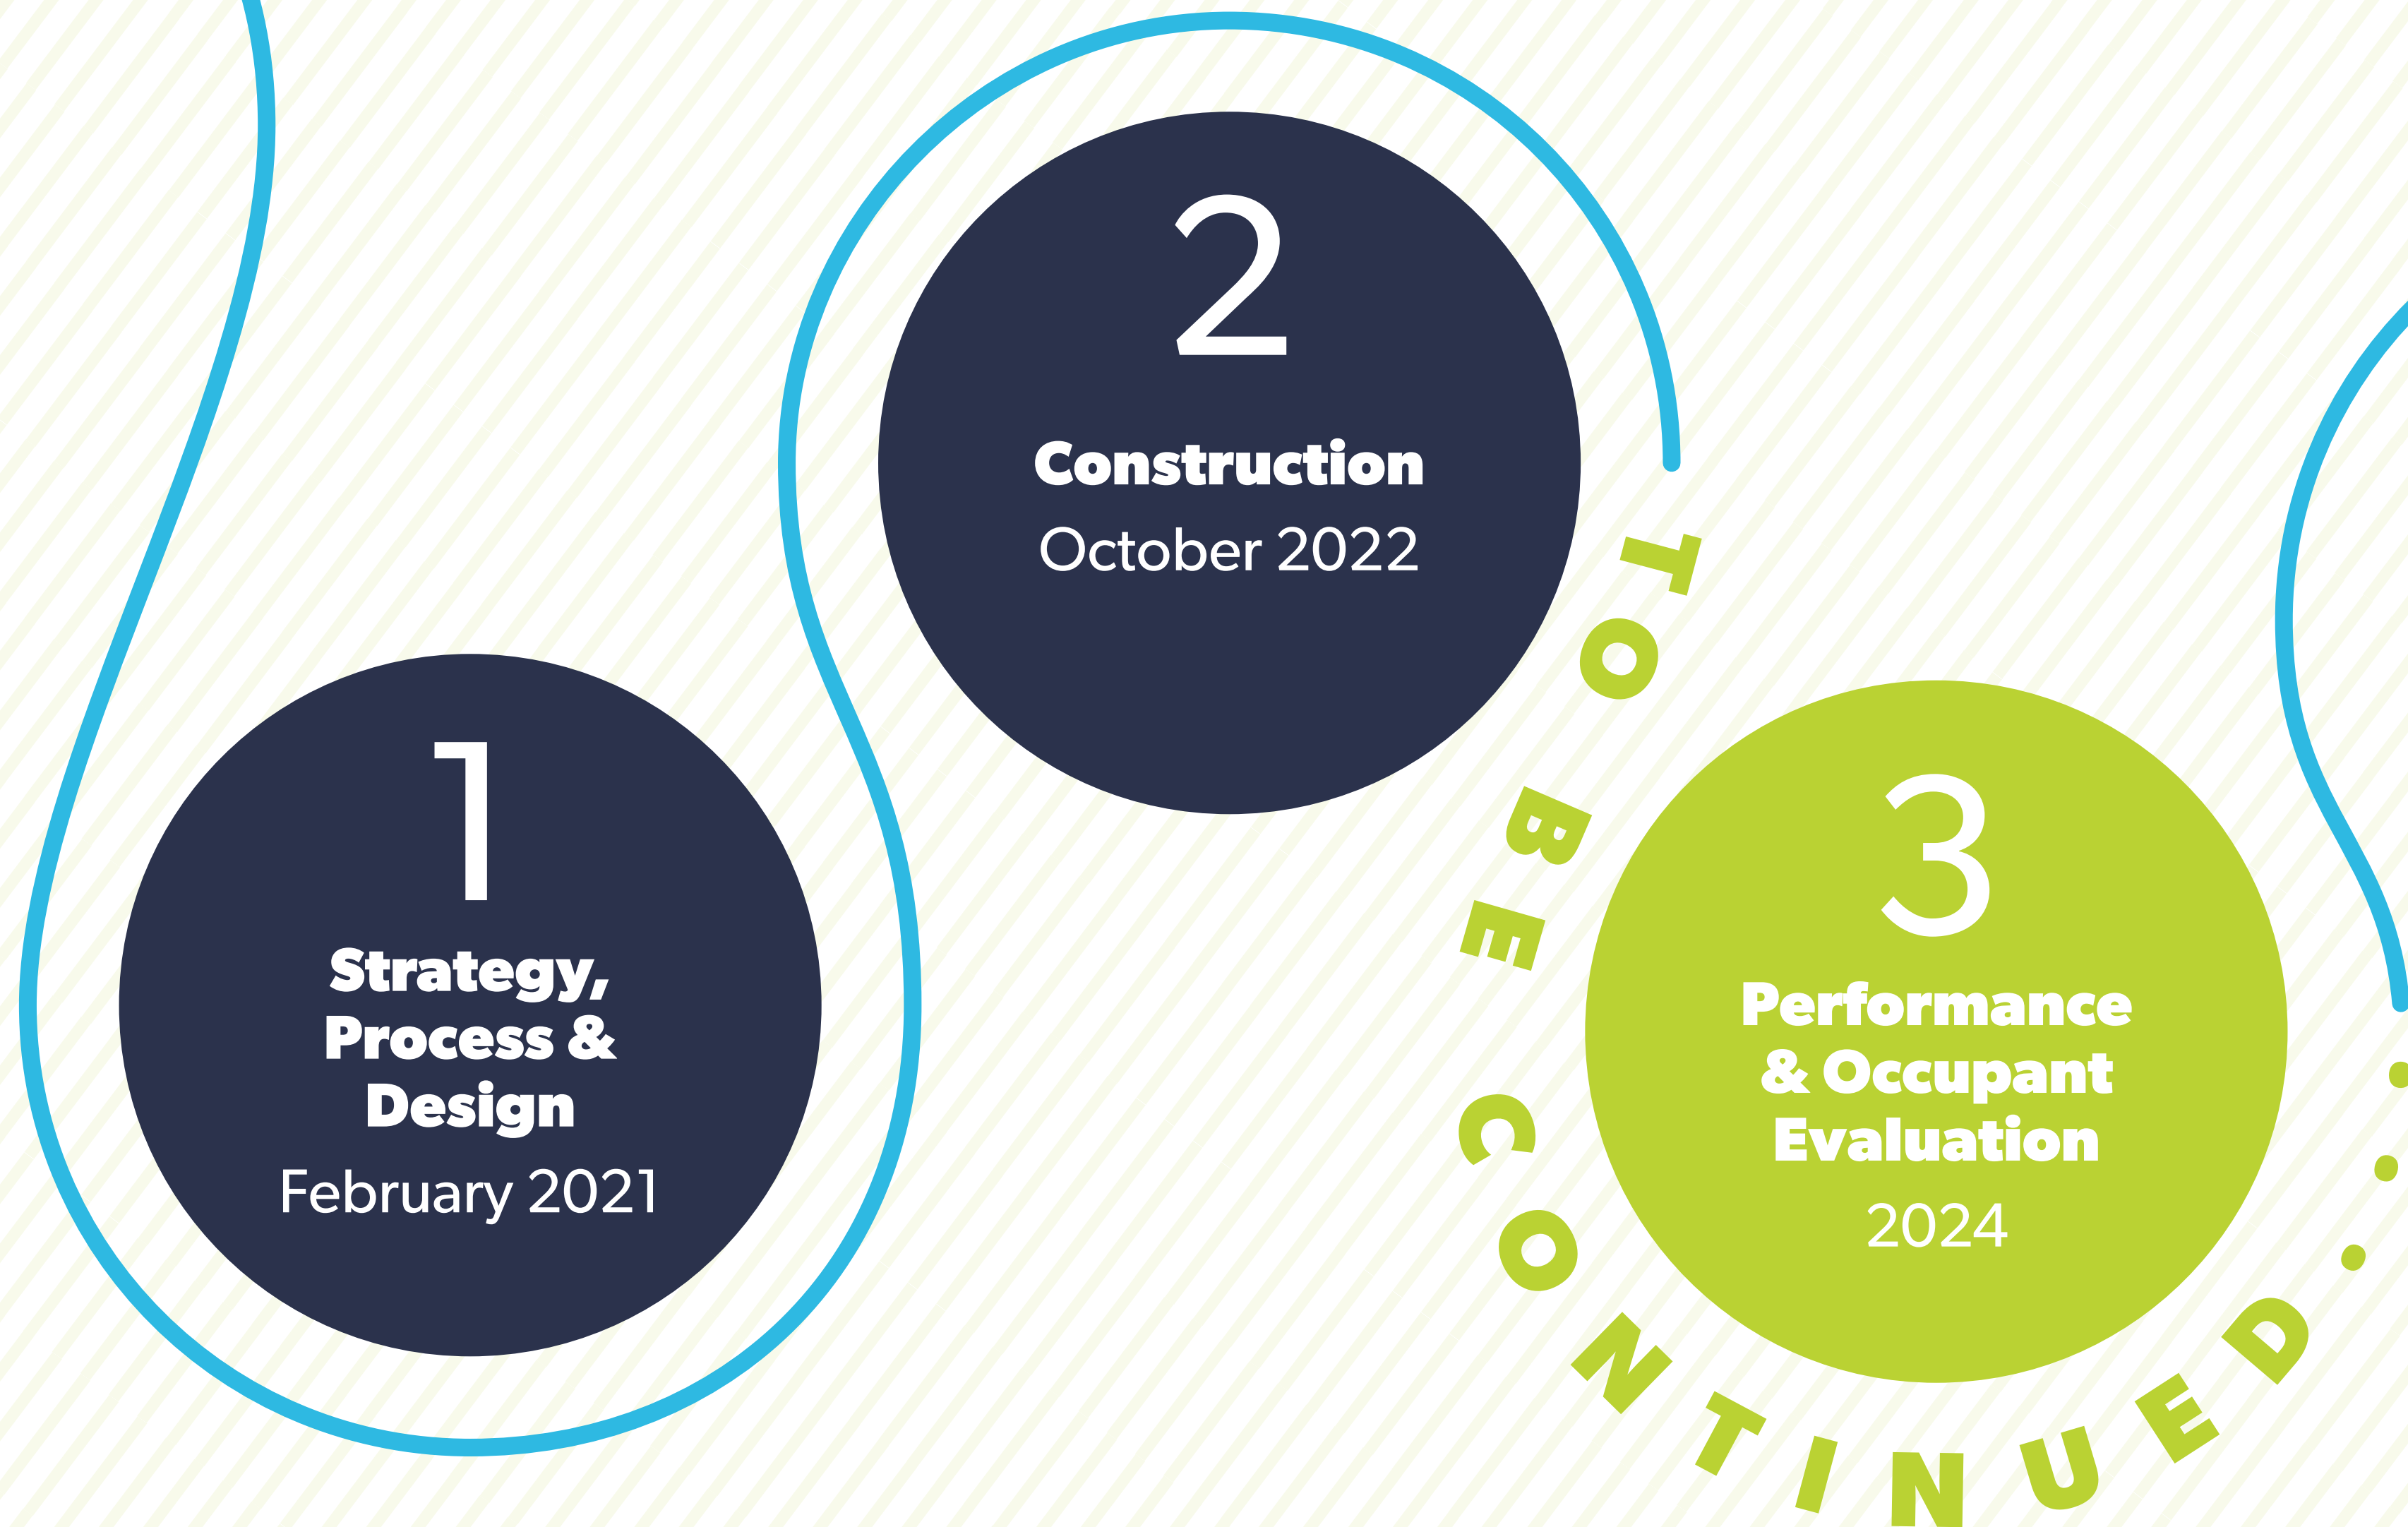 1
Strategy,
Process &
Design
February 2021
2
Construction
October 2022
TO BE CONTINUED...
3
Performance
& Occupant
Evaluation
2024